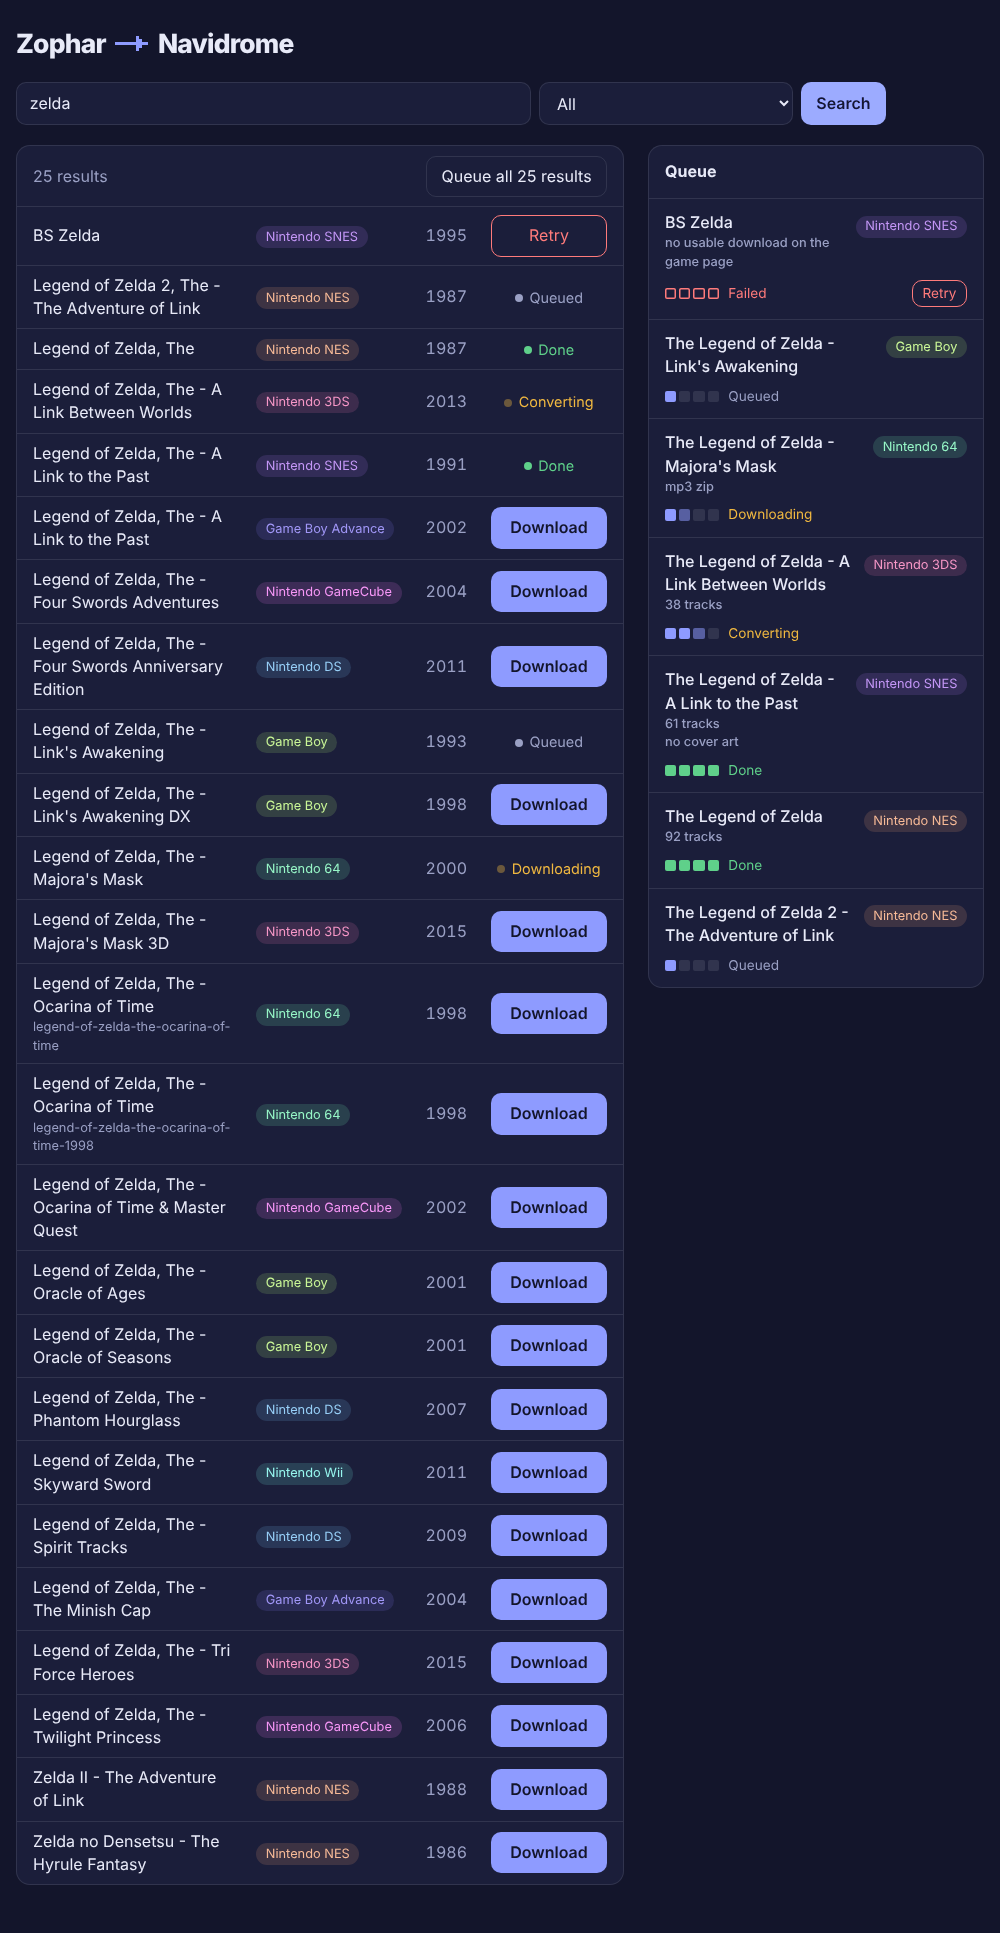 Zophar Navidrome
zelda
All
Search
25 results
Queue all 25 results
BS Zelda
Nintendo SNES
1995
Retry
Legend of Zelda 2, The -
The Adventure of Link
Nintendo NES
1987
Queued
Legend of Zelda, The
Nintendo NES
1987
Done
Legend of Zelda, The - A
Link Between Worlds
Nintendo 3DS
2013
Converting
Legend of Zelda, The - A
Link to the Past
Nintendo SNES
1991
Done
Legend of Zelda, The - A
Link to the Past
Game Boy Advance
2002
Download
Legend of Zelda, The -
Four Swords Adventures
Nintendo GameCube
2004
Download
Legend of Zelda, The -
Four Swords Anniversary
Edition
Nintendo DS
2011
Download
Legend of Zelda, The -
Link's Awakening
Game Boy
1993
Queued
Legend of Zelda, The -
Link's Awakening DX
Game Boy
1998
Download
Legend of Zelda, The -
Majora's Mask
Nintendo 64
2000
Downloading
Legend of Zelda, The -
Majora's Mask 3D
Nintendo 3DS
2015
Download
Legend of Zelda, The -
Ocarina of Time
legend-of-zelda-the-ocarina-of-
time
Nintendo 64
1998
Download
Legend of Zelda, The -
Ocarina of Time
legend-of-zelda-the-ocarina-of-
time-1998
Nintendo 64
1998
Download
Legend of Zelda, The -
Ocarina of Time & Master
Quest
Nintendo GameCube
2002
Download
Legend of Zelda, The -
Oracle of Ages
Game Boy
2001
Download
Legend of Zelda, The -
Oracle of Seasons
Game Boy
2001
Download
Legend of Zelda, The -
Phantom Hourglass
Nintendo DS
2007
Download
Legend of Zelda, The -
Skyward Sword
Nintendo Wii
2011
Download
Legend of Zelda, The -
Spirit Tracks
Nintendo DS
2009
Download
Legend of Zelda, The -
The Minish Cap
Game Boy Advance
2004
Download
Legend of Zelda, The - Tri
Force Heroes
Nintendo 3DS
2015
Download
Legend of Zelda, The -
Twilight Princess
Nintendo GameCube
2006
Download
Zelda II - The Adventure
of Link
Nintendo NES
1988
Download
Zelda no Densetsu - The
Hyrule Fantasy
Nintendo NES
1986
Download
Queue
BS Zelda
Nintendo SNES
no usable download on the
game page
Failed
Retry
The Legend of Zelda -
Link's Awakening
Game Boy
Queued
The Legend of Zelda -
Majora's Mask
Nintendo 64
mp3 zip
Downloading
The Legend of Zelda - A
Link Between Worlds
Nintendo 3DS
38 tracks
Converting
The Legend of Zelda -
A Link to the Past
Nintendo SNES
61 tracks
no cover art
Done
The Legend of Zelda
Nintendo NES
92 tracks
Done
The Legend of Zelda 2 -
The Adventure of Link
Nintendo NES
Queued